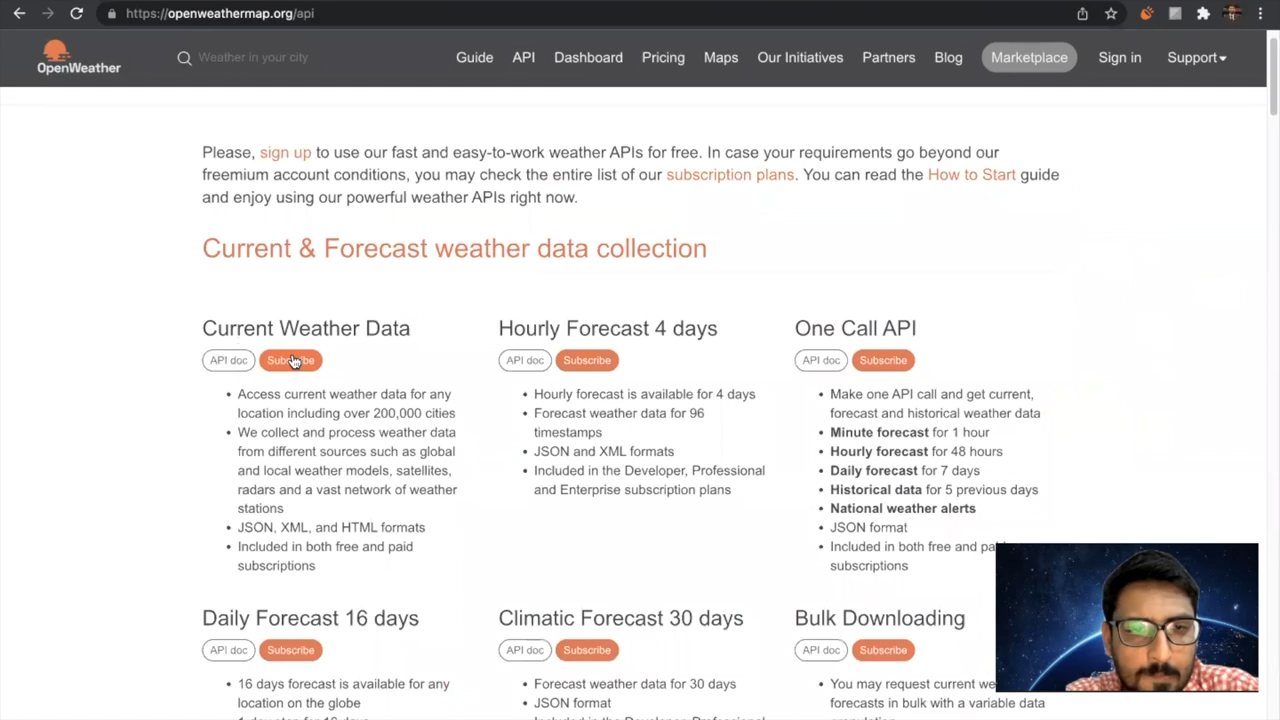 https://openweathermap.org/api
OpenWeather
Weather in your city
Guide API Dashboard Pricing Maps Our Initiatives Partners Blog Marketplace Sign in Support
Please, sign up to use our fast and easy-to-work weather APIs for free. In case your requirements go beyond our
freemium account conditions, you may check the entire list of our subscription plans. You can read the How to Start guide
and enjoy using our powerful weather APIs right now.
Current & Forecast weather data collection
Current Weather Data
API doc Subscribe
• Access current weather data for any
location including over 200,000 cities
• We collect and process weather data
from different sources such as global
and local weather models, satellites,
radars and a vast network of weather
stations
• JSON, XML, and HTML formats
• Included in both free and paid
subscriptions
Hourly Forecast 4 days
API doc Subscribe
• Hourly forecast is available for 4 days
• Forecast weather data for 96
timestamps
• JSON and XML formats
• Included in the Developer, Professional
and Enterprise subscription plans
One Call API
API doc Subscribe
• Make one API call and get current,
forecast and historical weather data
• Minute forecast for 1 hour
• Hourly forecast for 48 hours
• Daily forecast for 7 days
• Historical data for 5 previous days
• National weather alerts
• JSON format
• Included in both free and
subscriptions
Daily Forecast 16 days
API doc Subscribe
• 16 days forecast is available for any
location on the globe
Climatic Forecast 30 days
API doc Subscribe
• Forecast weather data for 30 days
• JSON format
Bulk Downloading
API doc Subscribe
• You may request current
forecasts in bulk with a variable data